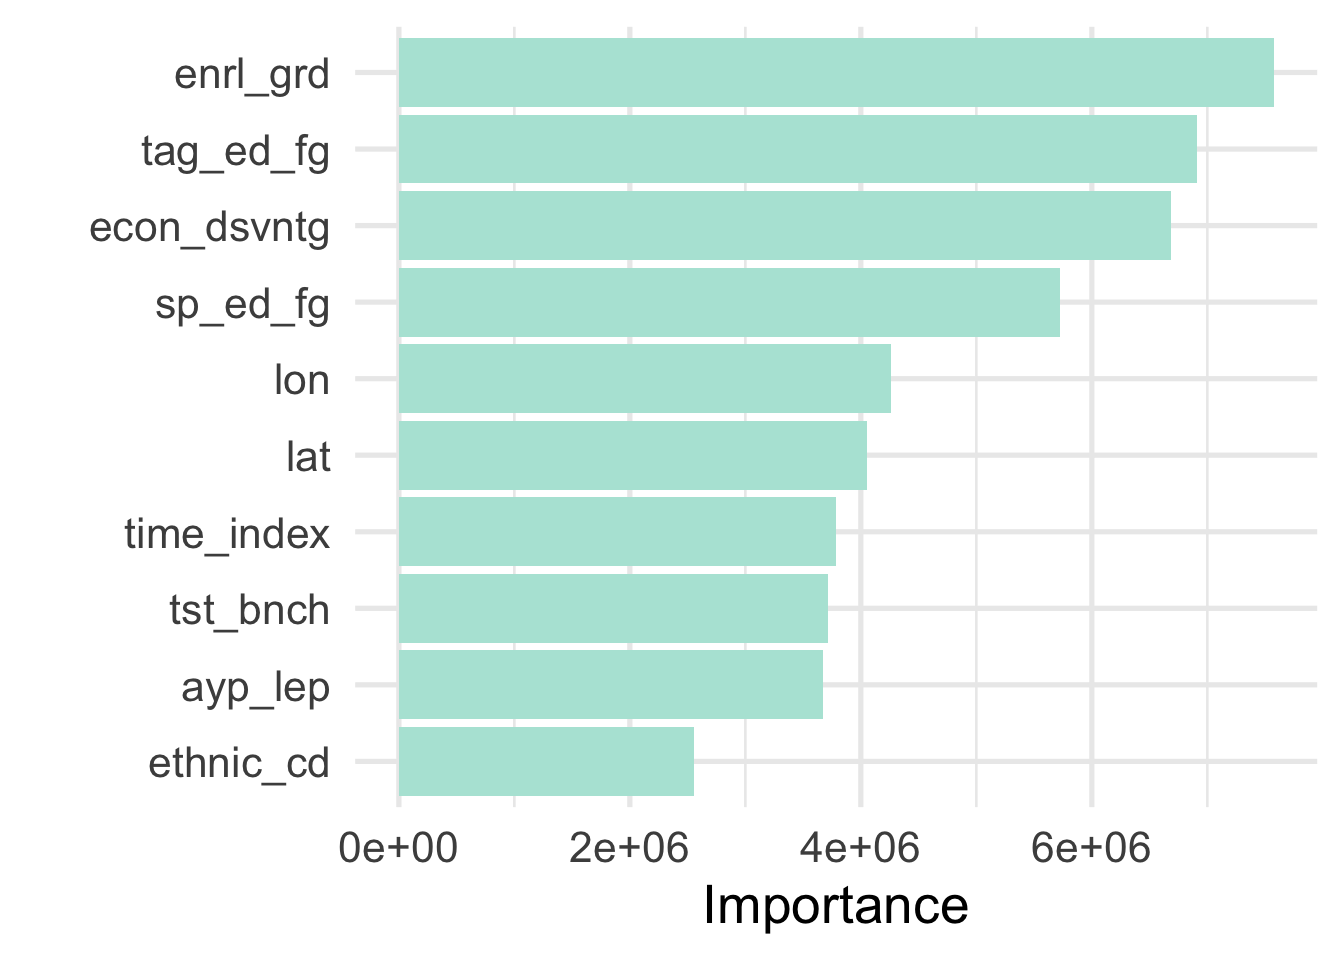 enrl_grd
tag_ed_fg
econ_dsvntg
sp_ed_fg
lon
lat
time_index
tst_bnch
ayp_lep
ethnic_cd
0e+00 2e+06 4e+06 6e+06
Importance